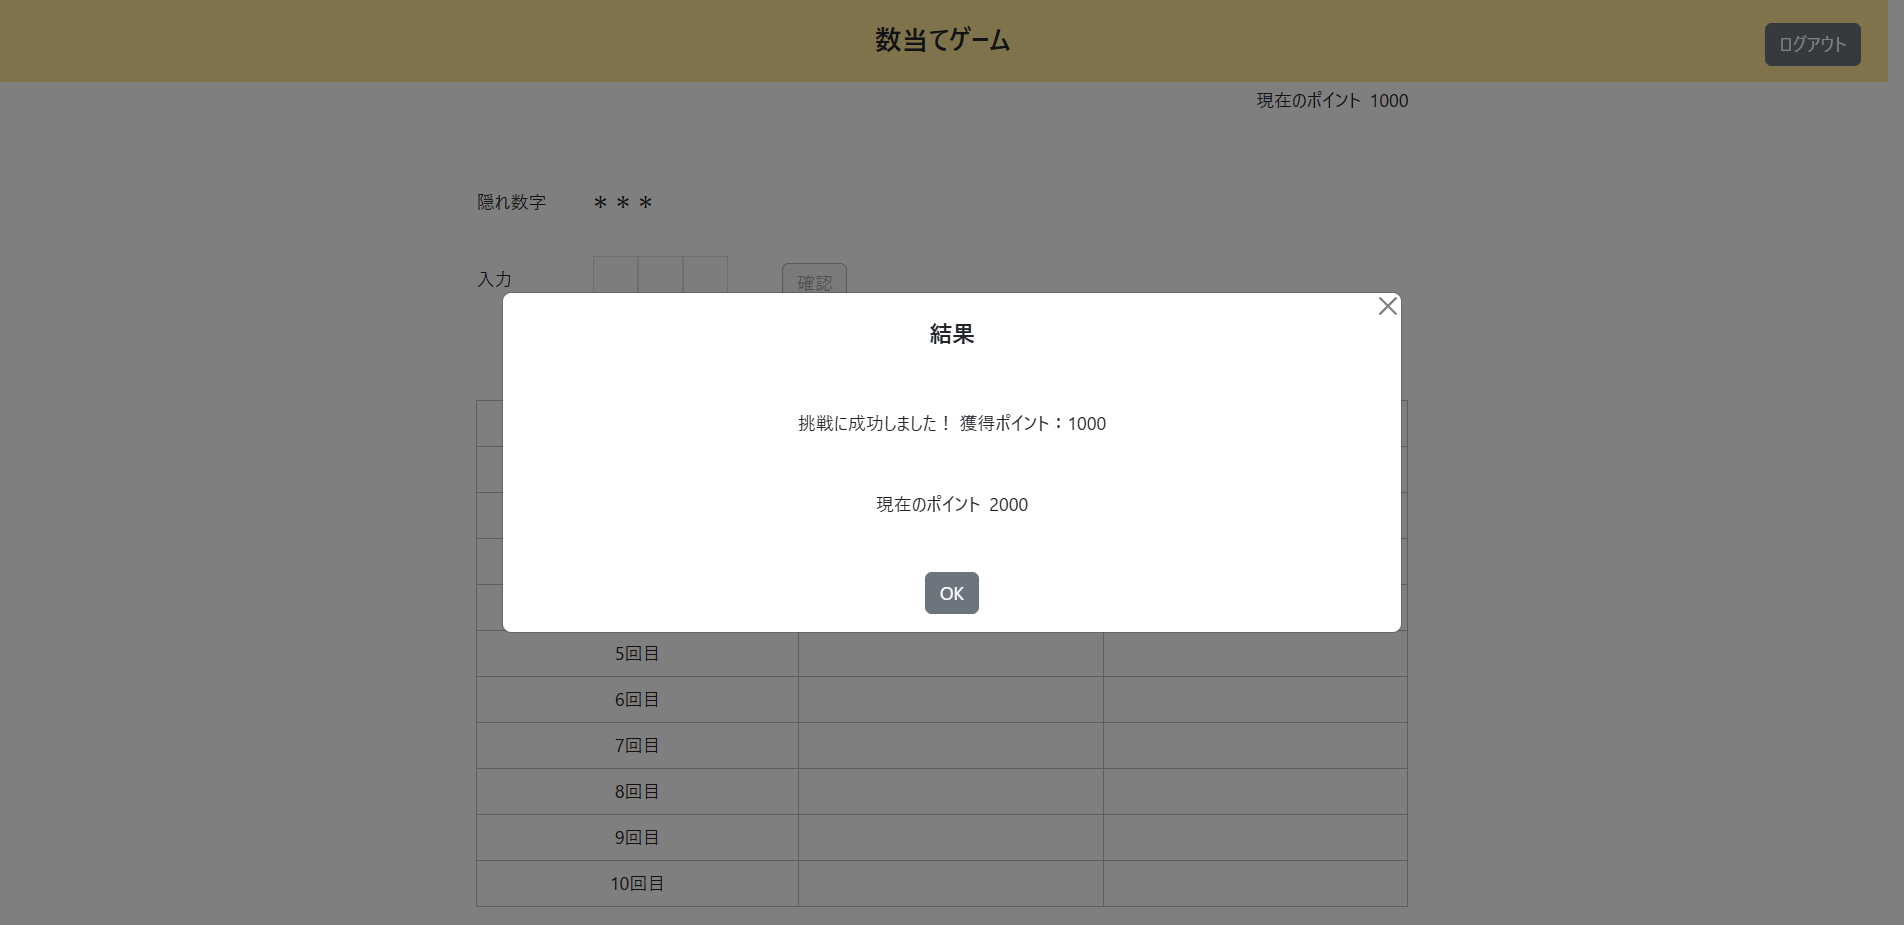 数当てゲーム
ログアウト
現在のポイント 1000
隠れ数字 ＊ ＊ ＊
入力 確認
結果
挑戦に成功しました！ 獲得ポイント：1000
現在のポイント 2000
OK
5回目
6回目
7回目
8回目
9回目
10回目